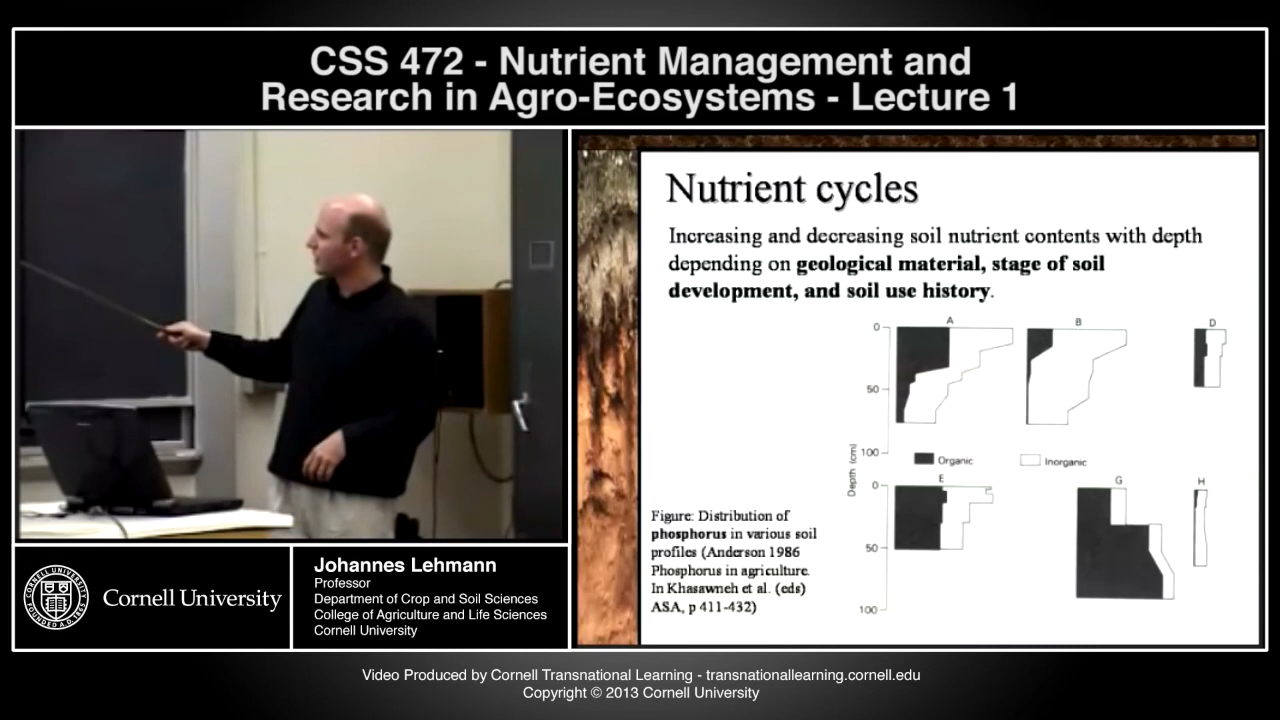 CSS 472 - Nutrient Management and
Research in Agro-Ecosystems - Lecture 1
Nutrient cycles
Increasing and decreasing soil nutrient contents with depth
depending on geological material, stage of soil
development, and soil use history.
A
B
D
0
50
100
Depth (cm)
Organic
Inorganic
E
G
H
0
50
100
Figure: Distribution of
phosphorus in various soil
profiles (Anderson 1986
Phosphorus in agriculture.
In Khasawneh et al. (eds)
ASA, p 411-432)
Cornell University
Johannes Lehmann
Professor
Department of Crop and Soil Sciences
College of Agriculture and Life Sciences
Cornell University
Video Produced by Cornell Transnational Learning - transnationallearning.cornell.edu
Copyright © 2013 Cornell University